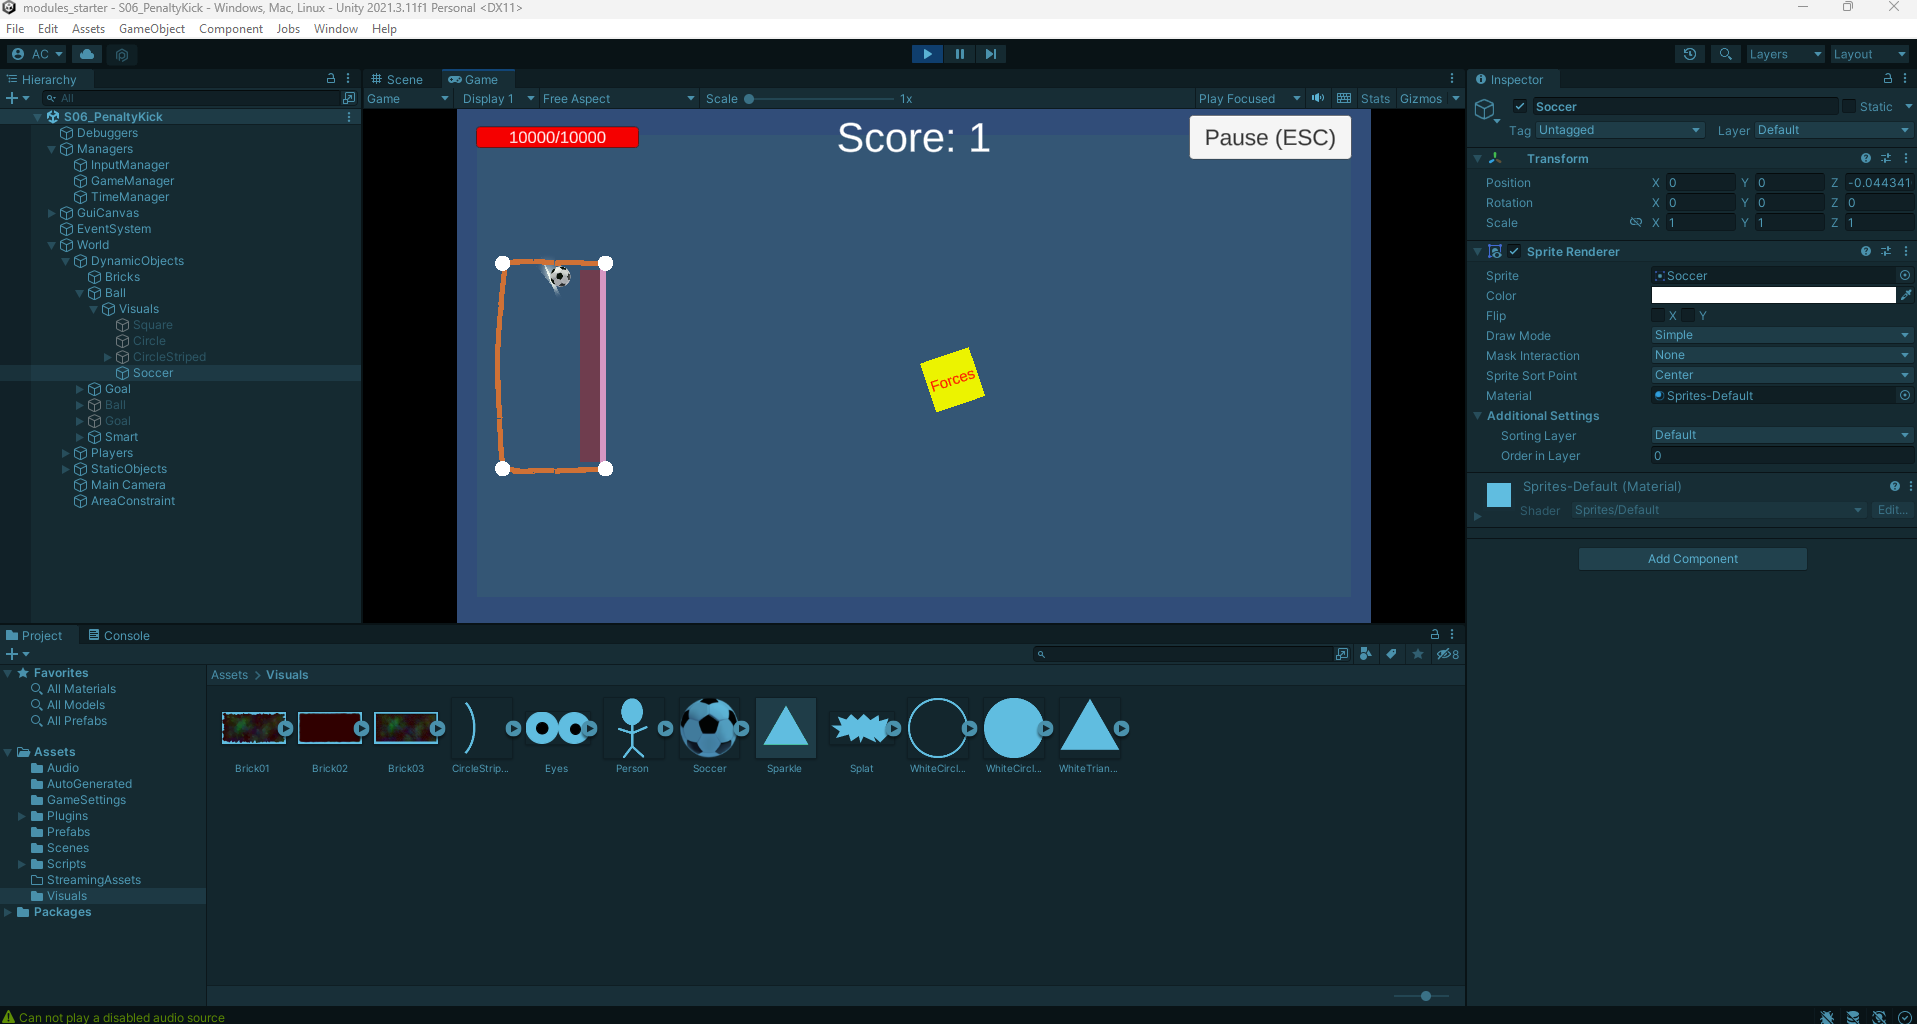 modules_starter - S06_PenaltyKick - Windows, Mac, Linux - Unity 2021.3.11f1 Personal <DX11>
File Edit Assets GameObject Component Jobs Window Help
AC
Layers
Layout
Hierarchy
All
S06_PenaltyKick
Debuggers
Managers
InputManager
GameManager
TimeManager
GuiCanvas
EventSystem
World
DynamicObjects
Bricks
Ball
Visuals
Square
Circle
CircleStriped
Soccer
Goal
Ball
Goal
Smart
Players
StaticObjects
Main Camera
AreaConstraint
Scene Game
Game Display 1 Free Aspect Scale 1x Play Focused Stats Gizmos
10000/10000
Score: 1
Pause (ESC)
Forces
Inspector
Soccer Static
Tag Untagged Layer Default
Transform
Position X 0 Y 0 Z -0.044341
Rotation X 0 Y 0 Z 0
Scale X 1 Y 1 Z 1
Sprite Renderer
Sprite Soccer
Color
Flip X Y
Draw Mode Simple
Mask Interaction None
Sprite Sort Point Center
Material Sprites-Default
Additional Settings
Sorting Layer Default
Order in Layer 0
Sprites-Default (Material)
Shader Sprites/Default Edit...
Add Component
Project Console
8
Favorites
All Materials
All Models
All Prefabs
Assets
Audio
AutoGenerated
GameSettings
Plugins
Prefabs
Scenes
Scripts
StreamingAssets
Visuals
Packages
Assets > Visuals
Brick01 Brick02 Brick03 CircleStrip... Eyes Person Soccer Sparkle Splat WhiteCircl... WhiteCircl... WhiteTrian...
Can not play a disabled audio source